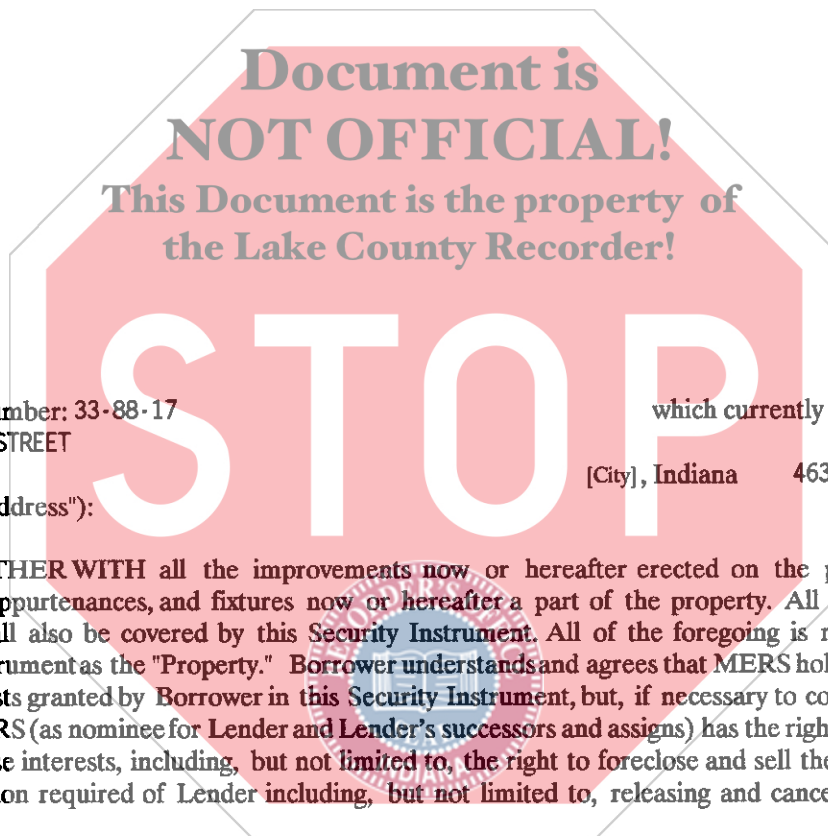 Document is
NOT OFFICIAL!
This Document is the property of
the Lake County Recorder!
STOP
mber: 33-88-17 which currently
STREET
[City], Indiana 463
ddress"):
THER WITH all the improvements now or hereafter erected on the
ppurtenances, and fixtures now or hereafter a part of the property. All
ll also be covered by this Security Instrument. All of the foregoing is
rument as the "Property." Borrower understands and agrees that MERS hol
sts granted by Borrower in this Security Instrument, but, if necessary to co
RS (as nominee for Lender and Lender's successors and assigns) has the righ
e interests, including, but not limited to, the right to foreclose and sell the
on required of Lender including, but not limited to, releasing and cance
INDIANA